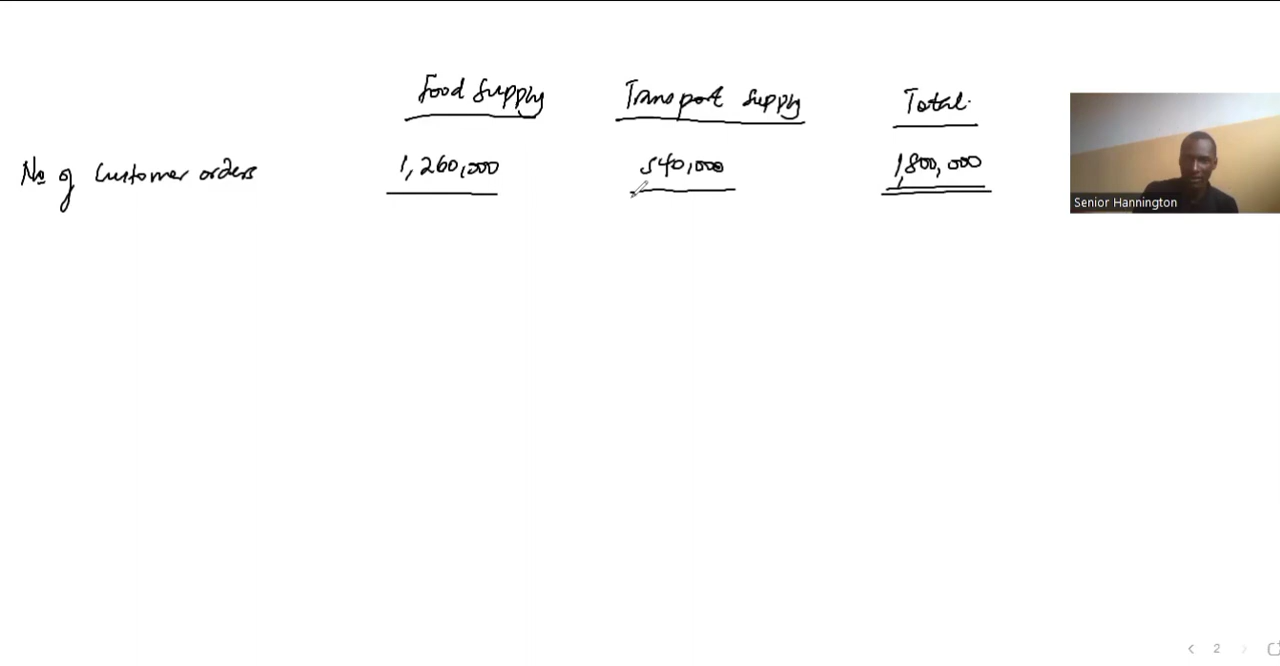 Food Supply Transport Supply Total.
No of Customer orders 1,260,000 540,000 1,800,000
Senior Hannington
2